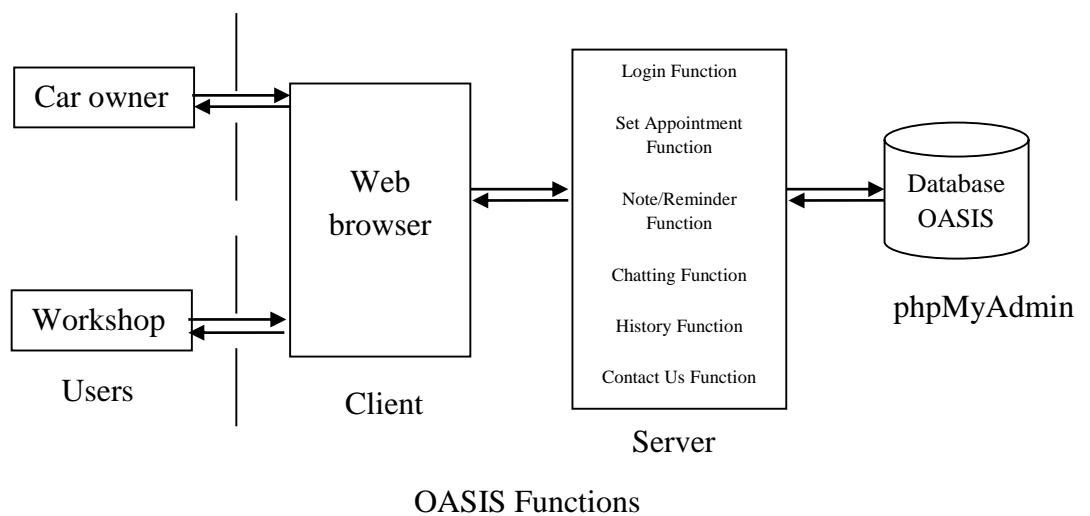 Car owner
Workshop
Users
Web
browser
Client
Login Function
Set Appointment
Function
Note/Reminder
Function
Chatting Function
History Function
Contact Us Function
Server
Database
OASIS
phpMyAdmin
OASIS Functions